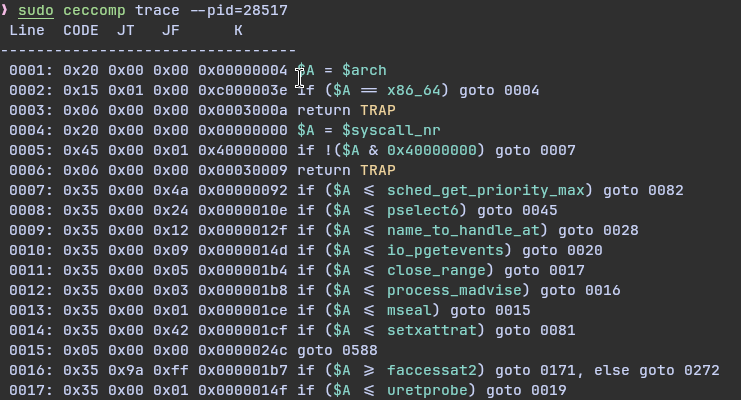 ❱ sudo ceccomp trace --pid=28517
 Line  CODE  JT   JF      K
---------------------------------
 0001: 0x20 0x00 0x00 0x00000004 $A = $arch
 0002: 0x15 0x01 0x00 0xc000003e if ($A == x86_64) goto 0004
 0003: 0x06 0x00 0x00 0x0003000a return TRAP
 0004: 0x20 0x00 0x00 0x00000000 $A = $syscall_nr
 0005: 0x45 0x00 0x01 0x40000000 if !($A & 0x40000000) goto 0007
 0006: 0x06 0x00 0x00 0x00030009 return TRAP
 0007: 0x35 0x00 0x4a 0x00000092 if ($A <= sched_get_priority_max) goto 0082
 0008: 0x35 0x00 0x24 0x0000010e if ($A <= pselect6) goto 0045
 0009: 0x35 0x00 0x12 0x0000012f if ($A <= name_to_handle_at) goto 0028
 0010: 0x35 0x00 0x09 0x0000014d if ($A <= io_pgetevents) goto 0020
 0011: 0x35 0x00 0x05 0x000001b4 if ($A <= close_range) goto 0017
 0012: 0x35 0x00 0x03 0x000001b8 if ($A <= process_madvise) goto 0016
 0013: 0x35 0x00 0x01 0x000001ce if ($A <= mseal) goto 0015
 0014: 0x35 0x00 0x42 0x000001cf if ($A <= setxattrat) goto 0081
 0015: 0x05 0x00 0x00 0x0000024c goto 0588
 0016: 0x35 0x9a 0xff 0x000001b7 if ($A >= faccessat2) goto 0171, else goto 0272
 0017: 0x35 0x00 0x01 0x0000014f if ($A <= uretprobe) goto 0019